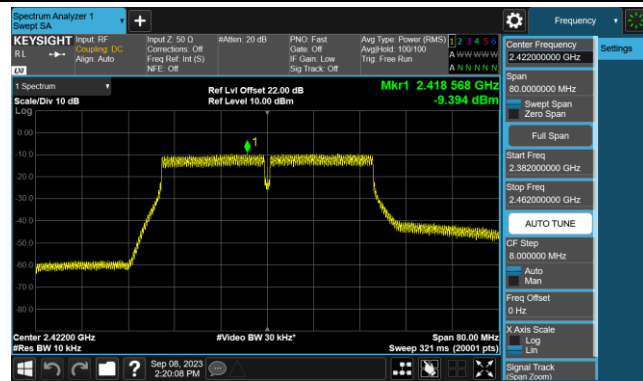 Spectrum Analyzer 1
Swept SA
Frequency
KEYSIGHT
RL
LXI
Input: RF
Coupling: DC
Align: Auto
Input Z: 50 Ω
Corrections: Off
Freq Ref: Int (S)
NFE: Off
#Atten: 20 dB
PNO: Fast
Gate: Off
IF Gain: Low
Sig Track: Off
Avg Type: Power (RMS)
Avg|Hold: 100/100
Trig: Free Run
1 2 3 4 5 6
A W W W W W
A N N N N N
Center Frequency
2.422000000 GHz
Settings
Span
80.0000000 MHz
Swept Span
Zero Span
Full Span
Start Freq
2.382000000 GHz
Stop Freq
2.462000000 GHz
AUTO TUNE
CF Step
8.000000 MHz
Auto
Man
Freq Offset
0 Hz
X Axis Scale
Log
Lin
Signal Track
(Span Zoom)
1 Spectrum
Scale/Div 10 dB
Log
Ref Lvl Offset 22.00 dB
Ref Level 10.00 dBm
Mkr1 2.418 568 GHz
-9.394 dBm
1
0.00
-10.0
-20.0
-30.0
-40.0
-50.0
-60.0
-70.0
-80.0
Center 2.42200 GHz
#Res BW 10 kHz
#Video BW 30 kHz*
Span 80.00 MHz
Sweep 321 ms (20001 pts)
?
Sep 08, 2023
2:20:08 PM